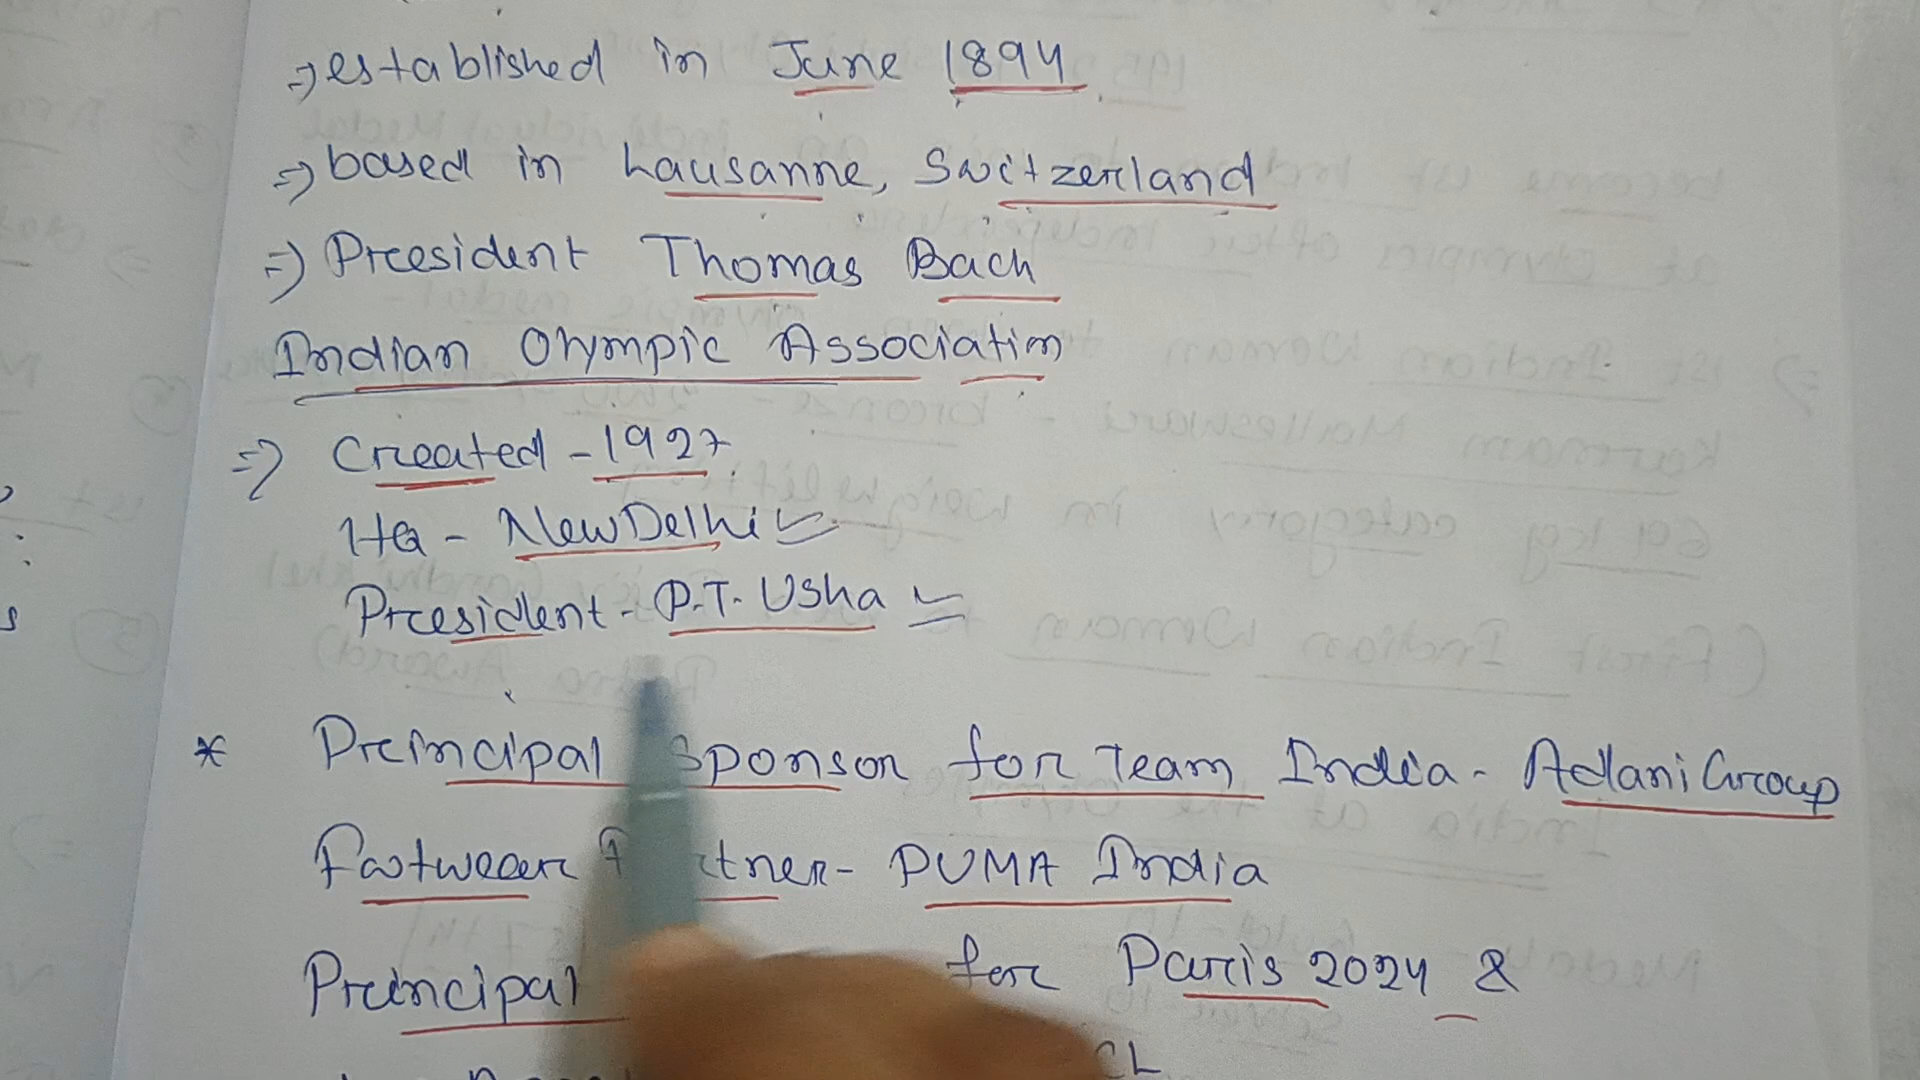 ⇒ established in June 1894
⇒ based in Lausanne, Switzerland
⇒ President Thomas Bach
Indian Olympic Association
⇒ Created - 1927
HQ - New Delhi
President - P.T. Usha
* Principal Sponsor for Team India - Adani Group
Footwear - PUMA India
Principal for Paris 2024 &